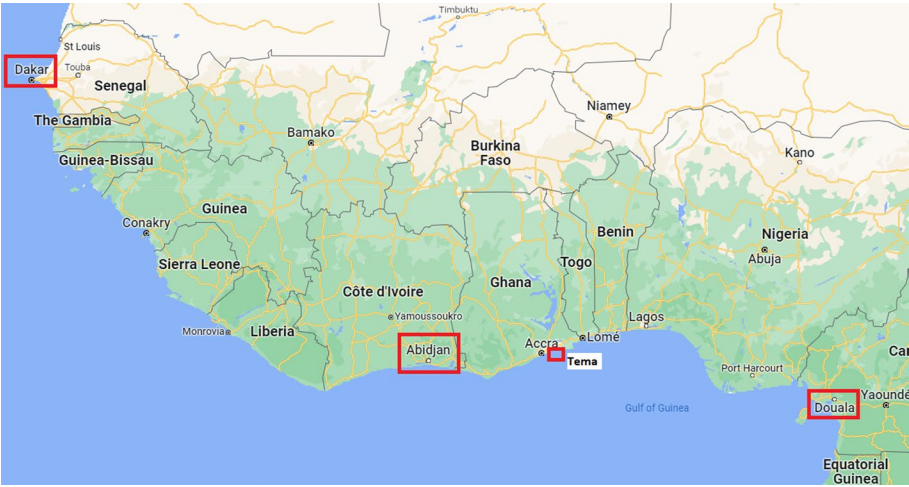 Timbuktu
St Louis
Dakar
Touba
Senegal
Niamey
The Gambia
Bamako
Burkina
Faso
Kano
Guinea-Bissau
Guinea
Conakry
Benin
Nigeria
Abuja
Sierra Leone
Togo
Ghana
Côte d'Ivoire
Yamoussoukro
Lagos
Monrovia
Liberia
Abidjan
Accra
Lomé
Tema
Car
Port Harcourt
Yaoundé
Gulf of Guinea
Douala
Equatorial
Guinea